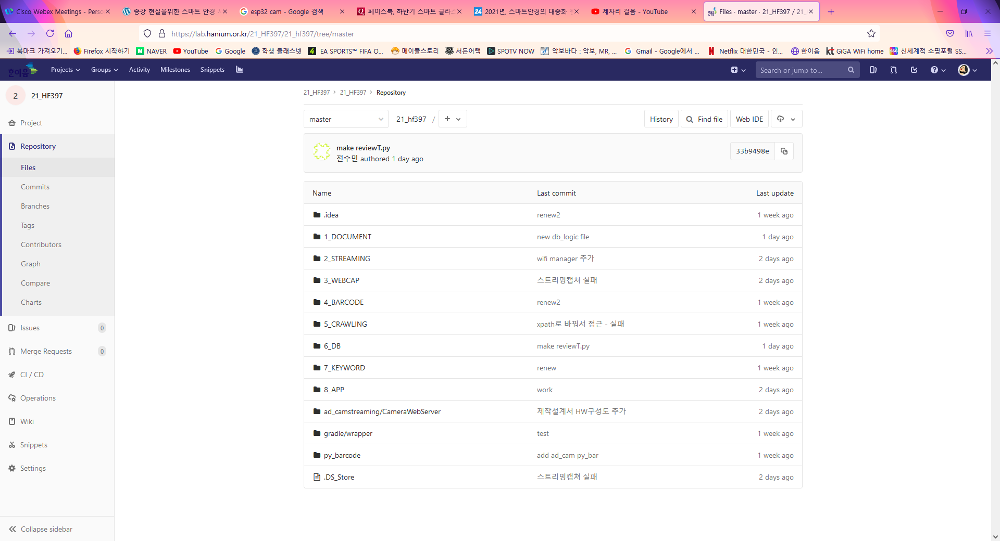 Cisco Webex Meetings - Perso
증강 현실을위한 스마트 안경 시
esp32 cam - Google 검색
페이스북, 하반기 스마트 글라스
2021년, 스마트안경의 대중화 원
제자리 걸음 - YouTube
Files · master · 21_HF397 / 21_
https://lab.hanium.or.kr/21_HF397/21_hf397/tree/master
북마크 가져오기...
Firefox 시작하기
NAVER
YouTube
Google
학생 클래스넷
EA SPORTS™ FIFA O...
메이플스토리
서든어택
SPOTV NOW
악보바다 : 악보, MR, ...
Gmail - Google에서 ...
Netflix 대한민국 - 인...
한이음
kt GiGA WiFi home
SSG 신세계적 쇼핑포털 SS...
한이음
Projects
Groups
Activity
Milestones
Snippets
Search or jump to...
2
21_HF397
Project
Repository
Files
Commits
Branches
Tags
Contributors
Graph
Compare
Charts
Issues 0
Merge Requests 0
CI / CD
Operations
Wiki
Snippets
Settings
Collapse sidebar
21_HF397 > 21_HF397 > Repository
master
21_hf397 / +
History
Find file
Web IDE
make reviewT.py
전수민 authored 1 day ago
33b9498e
Name Last commit Last update
.idea renew2 1 week ago
1_DOCUMENT new db_logic file 1 day ago
2_STREAMING wifi manager 추가 2 days ago
3_WEBCAP 스트리밍캡쳐 실패 2 days ago
4_BARCODE renew2 1 week ago
5_CRAWLING xpath로 바꿔서 접근 - 실패 1 week ago
6_DB make reviewT.py 1 day ago
7_KEYWORD renew 1 week ago
8_APP work 2 days ago
ad_camstreaming/CameraWebServer 제작설계서 HW구성도 추가 2 days ago
gradle/wrapper test 1 week ago
py_barcode add ad_cam py_bar 1 week ago
.DS_Store 스트리밍캡쳐 실패 2 days ago